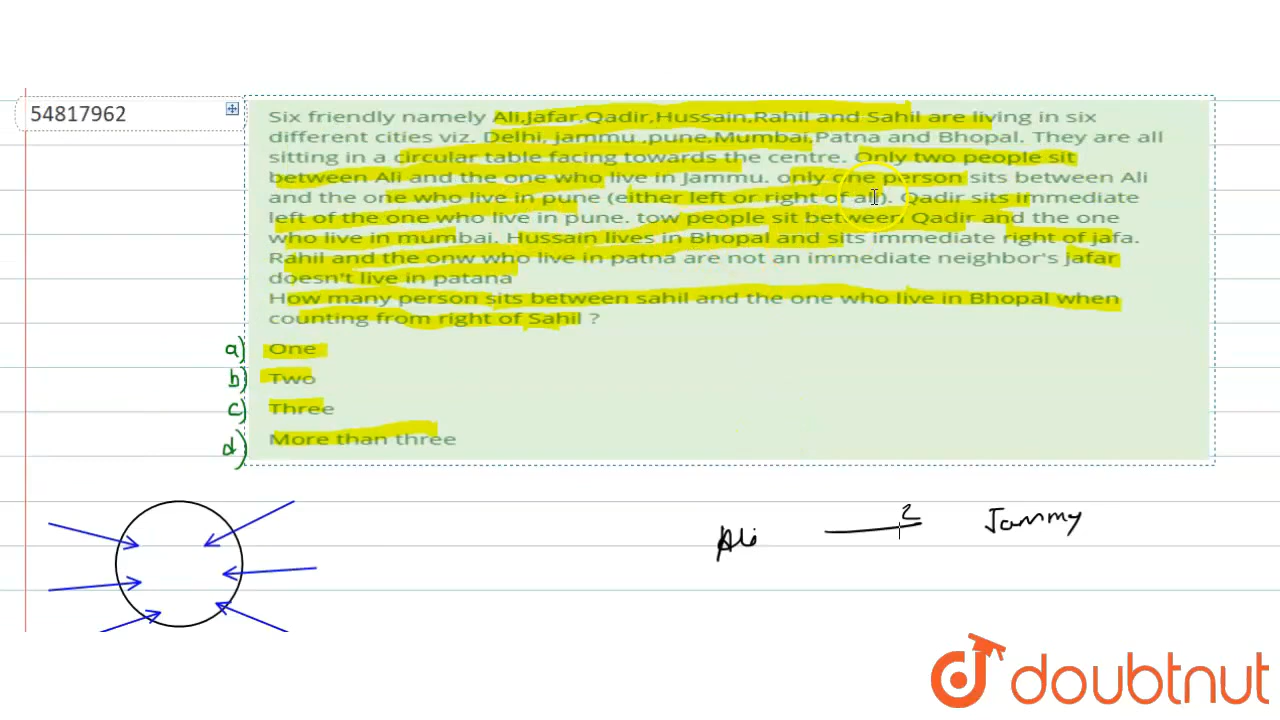 54817962
Six friendly namely Ali,Jafar,Qadir,Hussain,Rahil and Sahil are living in six
different cities viz. Delhi, jammu ,pune,Mumbai,Patna and Bhopal. They are all
sitting in a circular table facing towards the centre. Only two people sit
between Ali and the one who live in Jammu. only one person sits between Ali
and the one who live in pune (either left or right of ali). Qadir sits immediate
left of the one who live in pune. tow people sit between Qadir and the one
who live in mumbai. Hussain lives in Bhopal and sits immediate right of jafa.
Rahil and the onw who live in patna are not an immediate neighbor's jafar
doesn't live in patana
How many person sits between sahil and the one who live in Bhopal when
counting from right of Sahil ?
a) One
b) Two
c) Three
d) More than three
Ali 2 Jammy
doubtnut